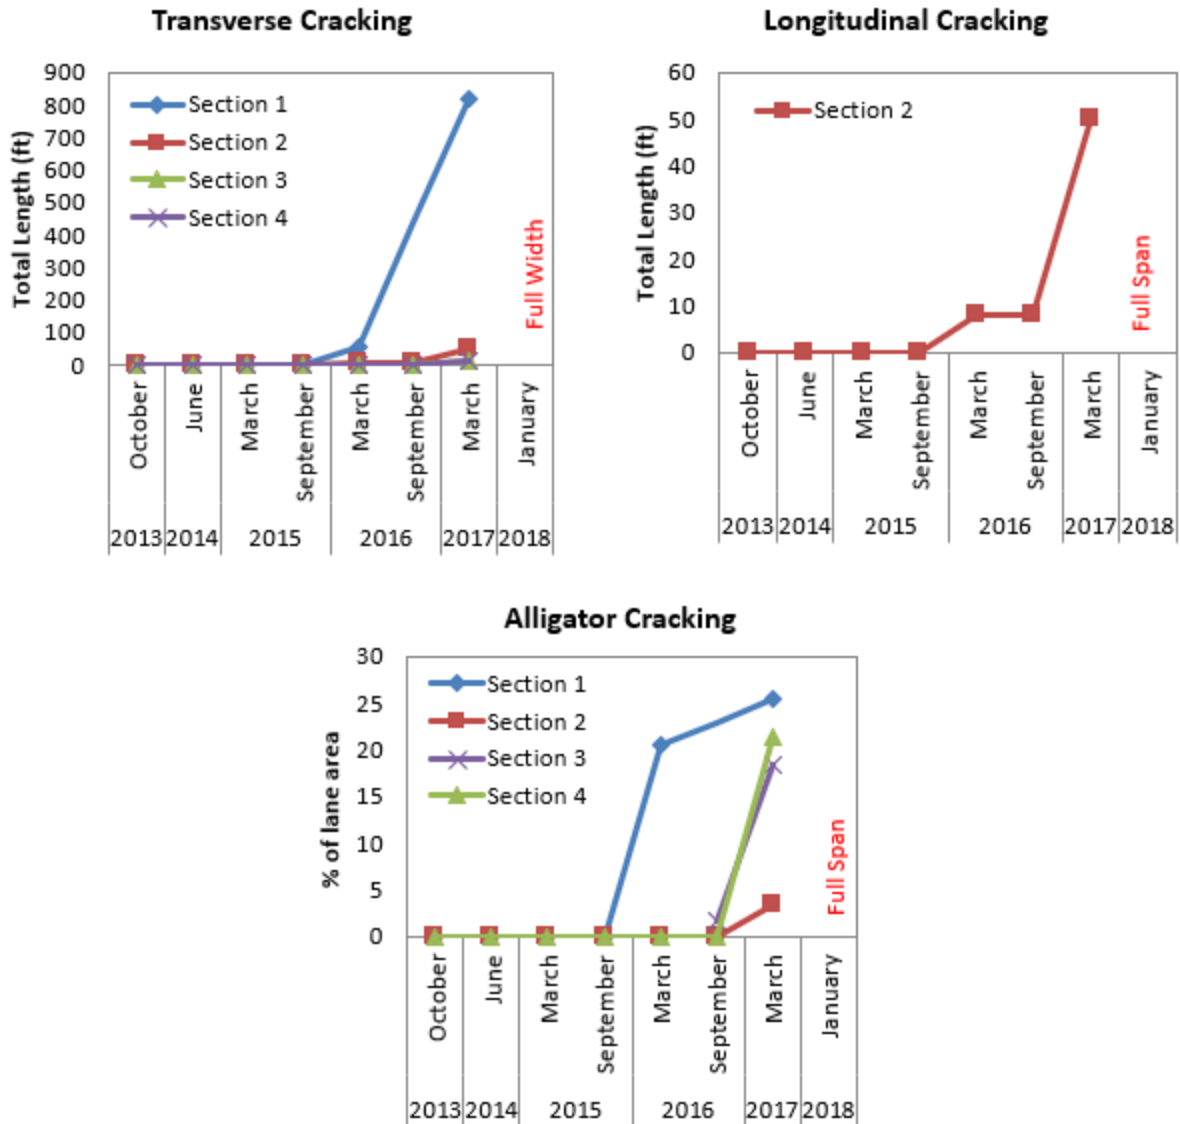 Transverse Cracking
Total Length (ft)
900
800
700
600
500
400
300
200
100
0
Section 1
Section 2
Section 3
Section 4
Full Width
October June March September March September March January
2013 2014 2015 2016 2017 2018
Longitudinal Cracking
Total Length (ft)
60
50
40
30
20
10
0
Section 2
Full Span
October June March September March September March January
2013 2014 2015 2016 2017 2018
Alligator Cracking
% of lane area
30
25
20
15
10
5
0
Section 1
Section 2
Section 3
Section 4
Full Span
October June March September March September March January
2013 2014 2015 2016 2017 2018